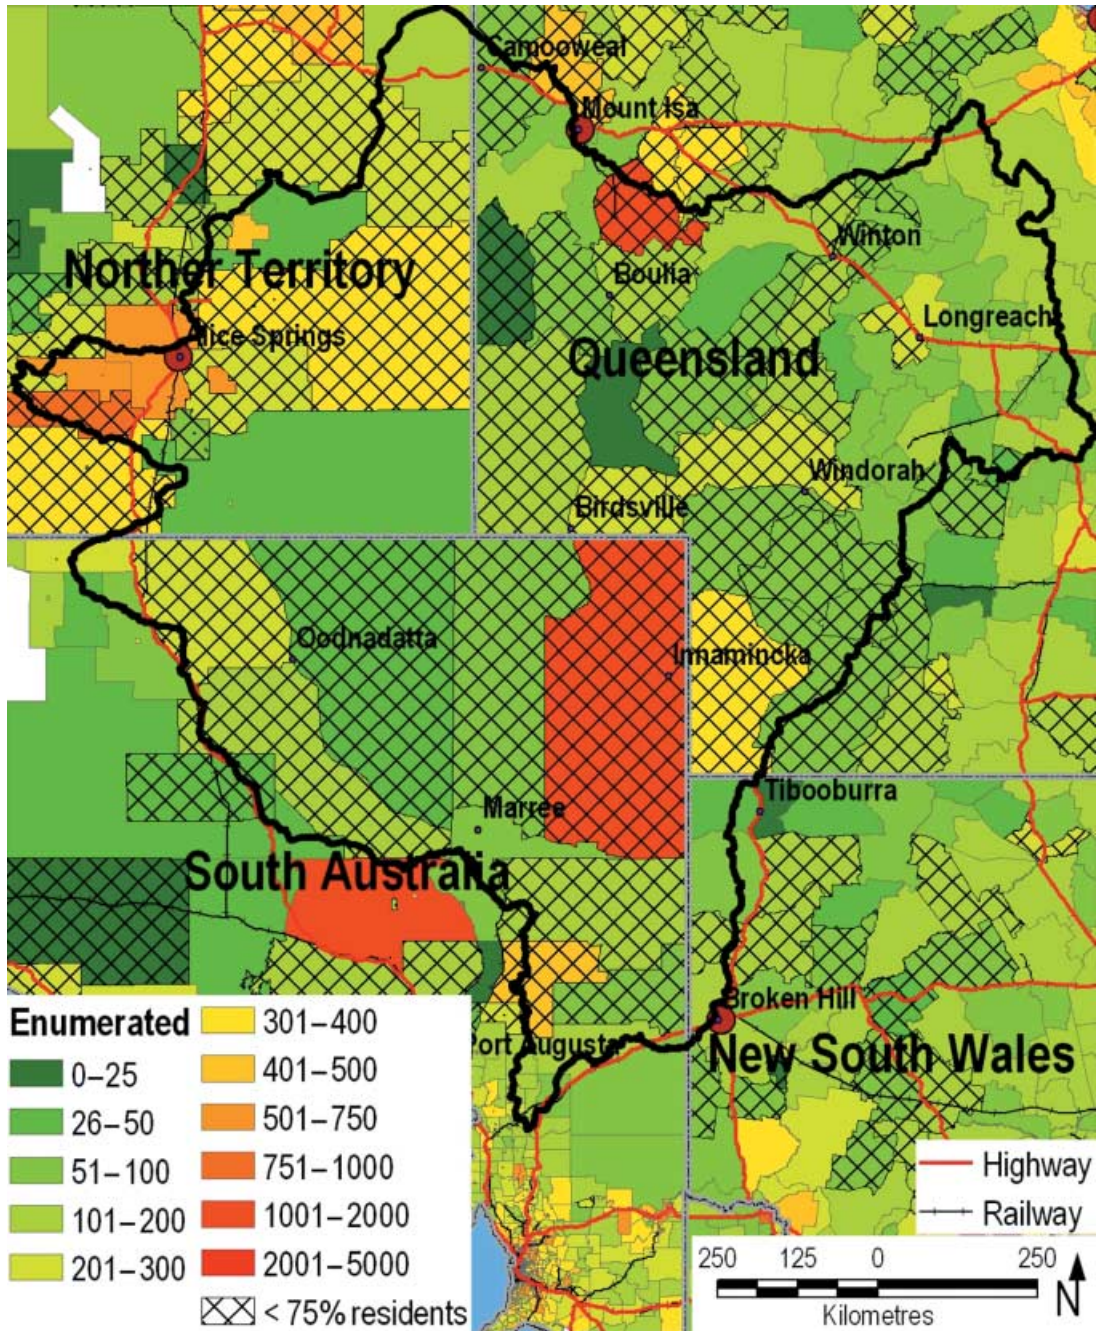 Camooweal
Mount Isa
Norther Territory
Winton
Boulia
Alice Springs
Longreach
Queensland
Windorah
Birdsville
Oodnadatta
Innamincka
Marree
Tibooburra
South Australia
Broken Hill
Port Augusta
New South Wales
Enumerated
0–25
26–50
51–100
101–200
201–300
301–400
401–500
501–750
751–1000
1001–2000
2001–5000
< 75% residents
Highway
Railway
250 125 0 250
Kilometres
N